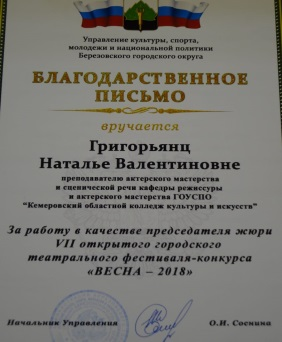 Управление культуры, спорта,
молодежи и национальной политики
Березовского городского округа
БЛАГОДАРСТВЕННОЕ
ПИСЬМО
вручается
Григорьянц
Наталье Валентиновне
преподавателю актерского мастерства
и сценической речи кафедры режиссуры
и актерского мастерства ГОУСПО
"Кемеровский областной колледж культуры и искусств"
За работу в качестве председателя жюри
VII открытого городского
театрального фестиваля-конкурса
«ВЕСНА – 2018»
Начальник Управления
О.Н. Соснина